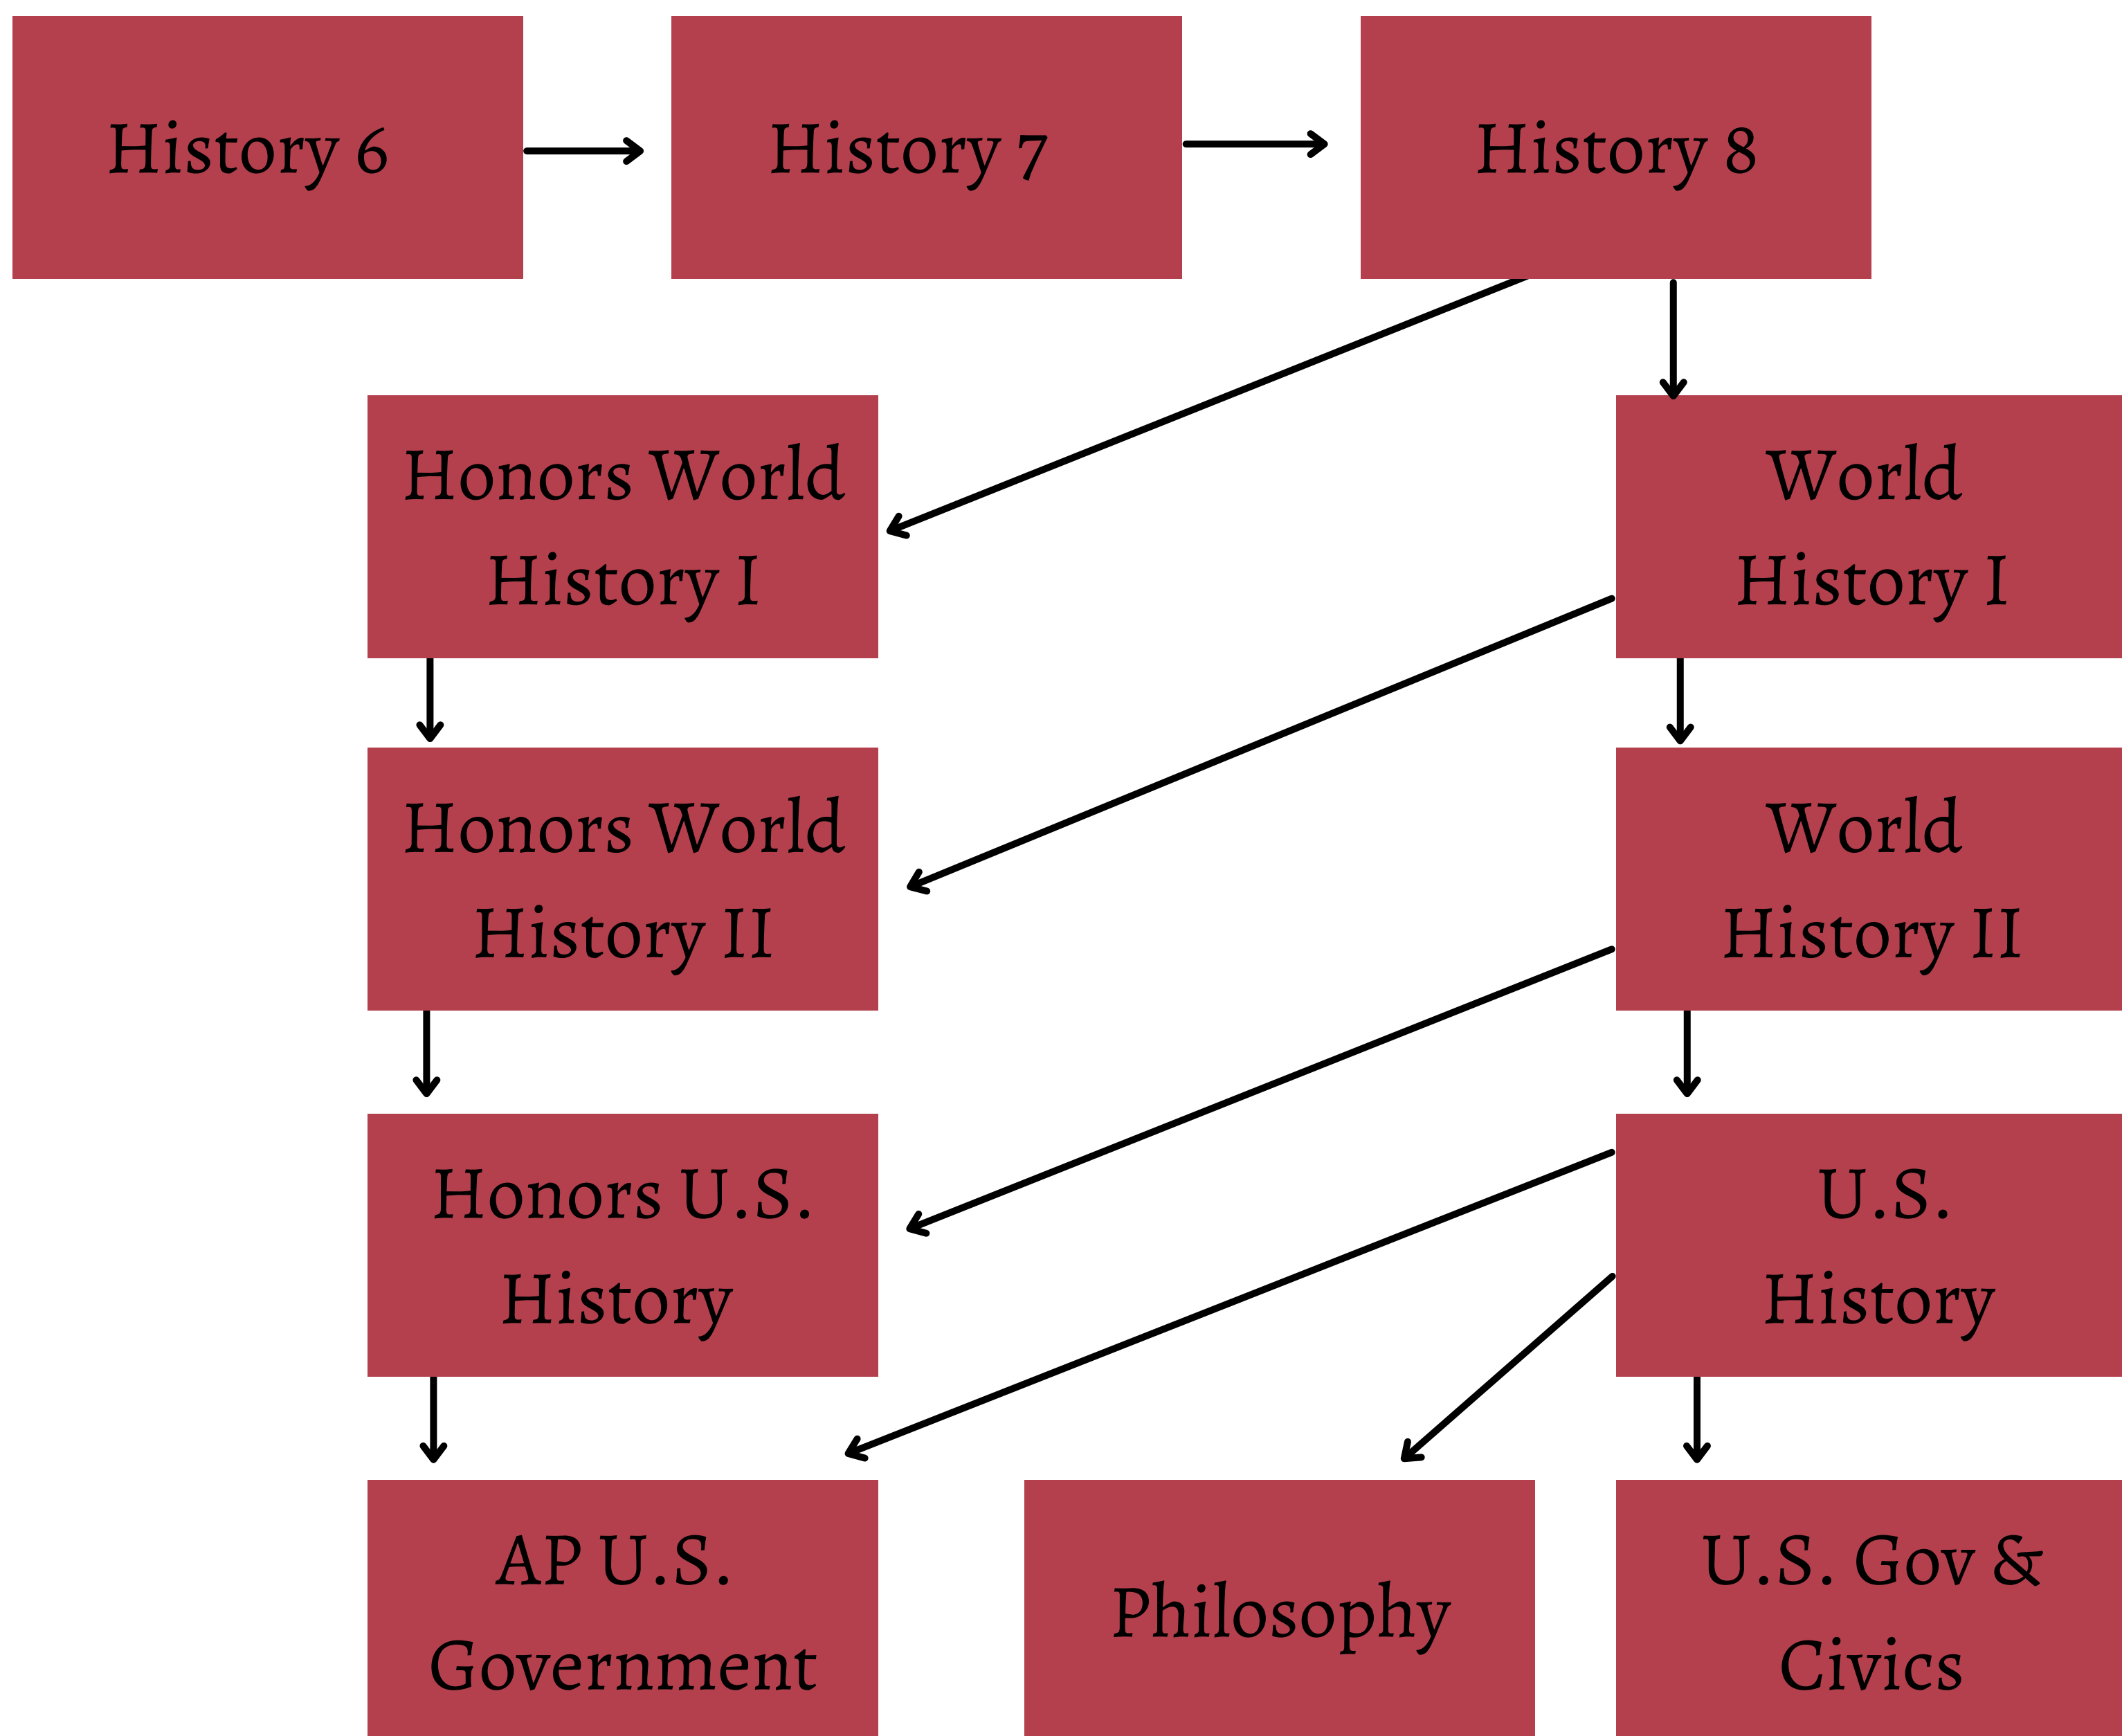 History 6
History 7
History 8
Honors World
History I
World
History I
Honors World
History II
World
History II
Honors U.S.
History
U.S.
History
AP U.S.
Government
Philosophy
U.S. Gov &
Civics